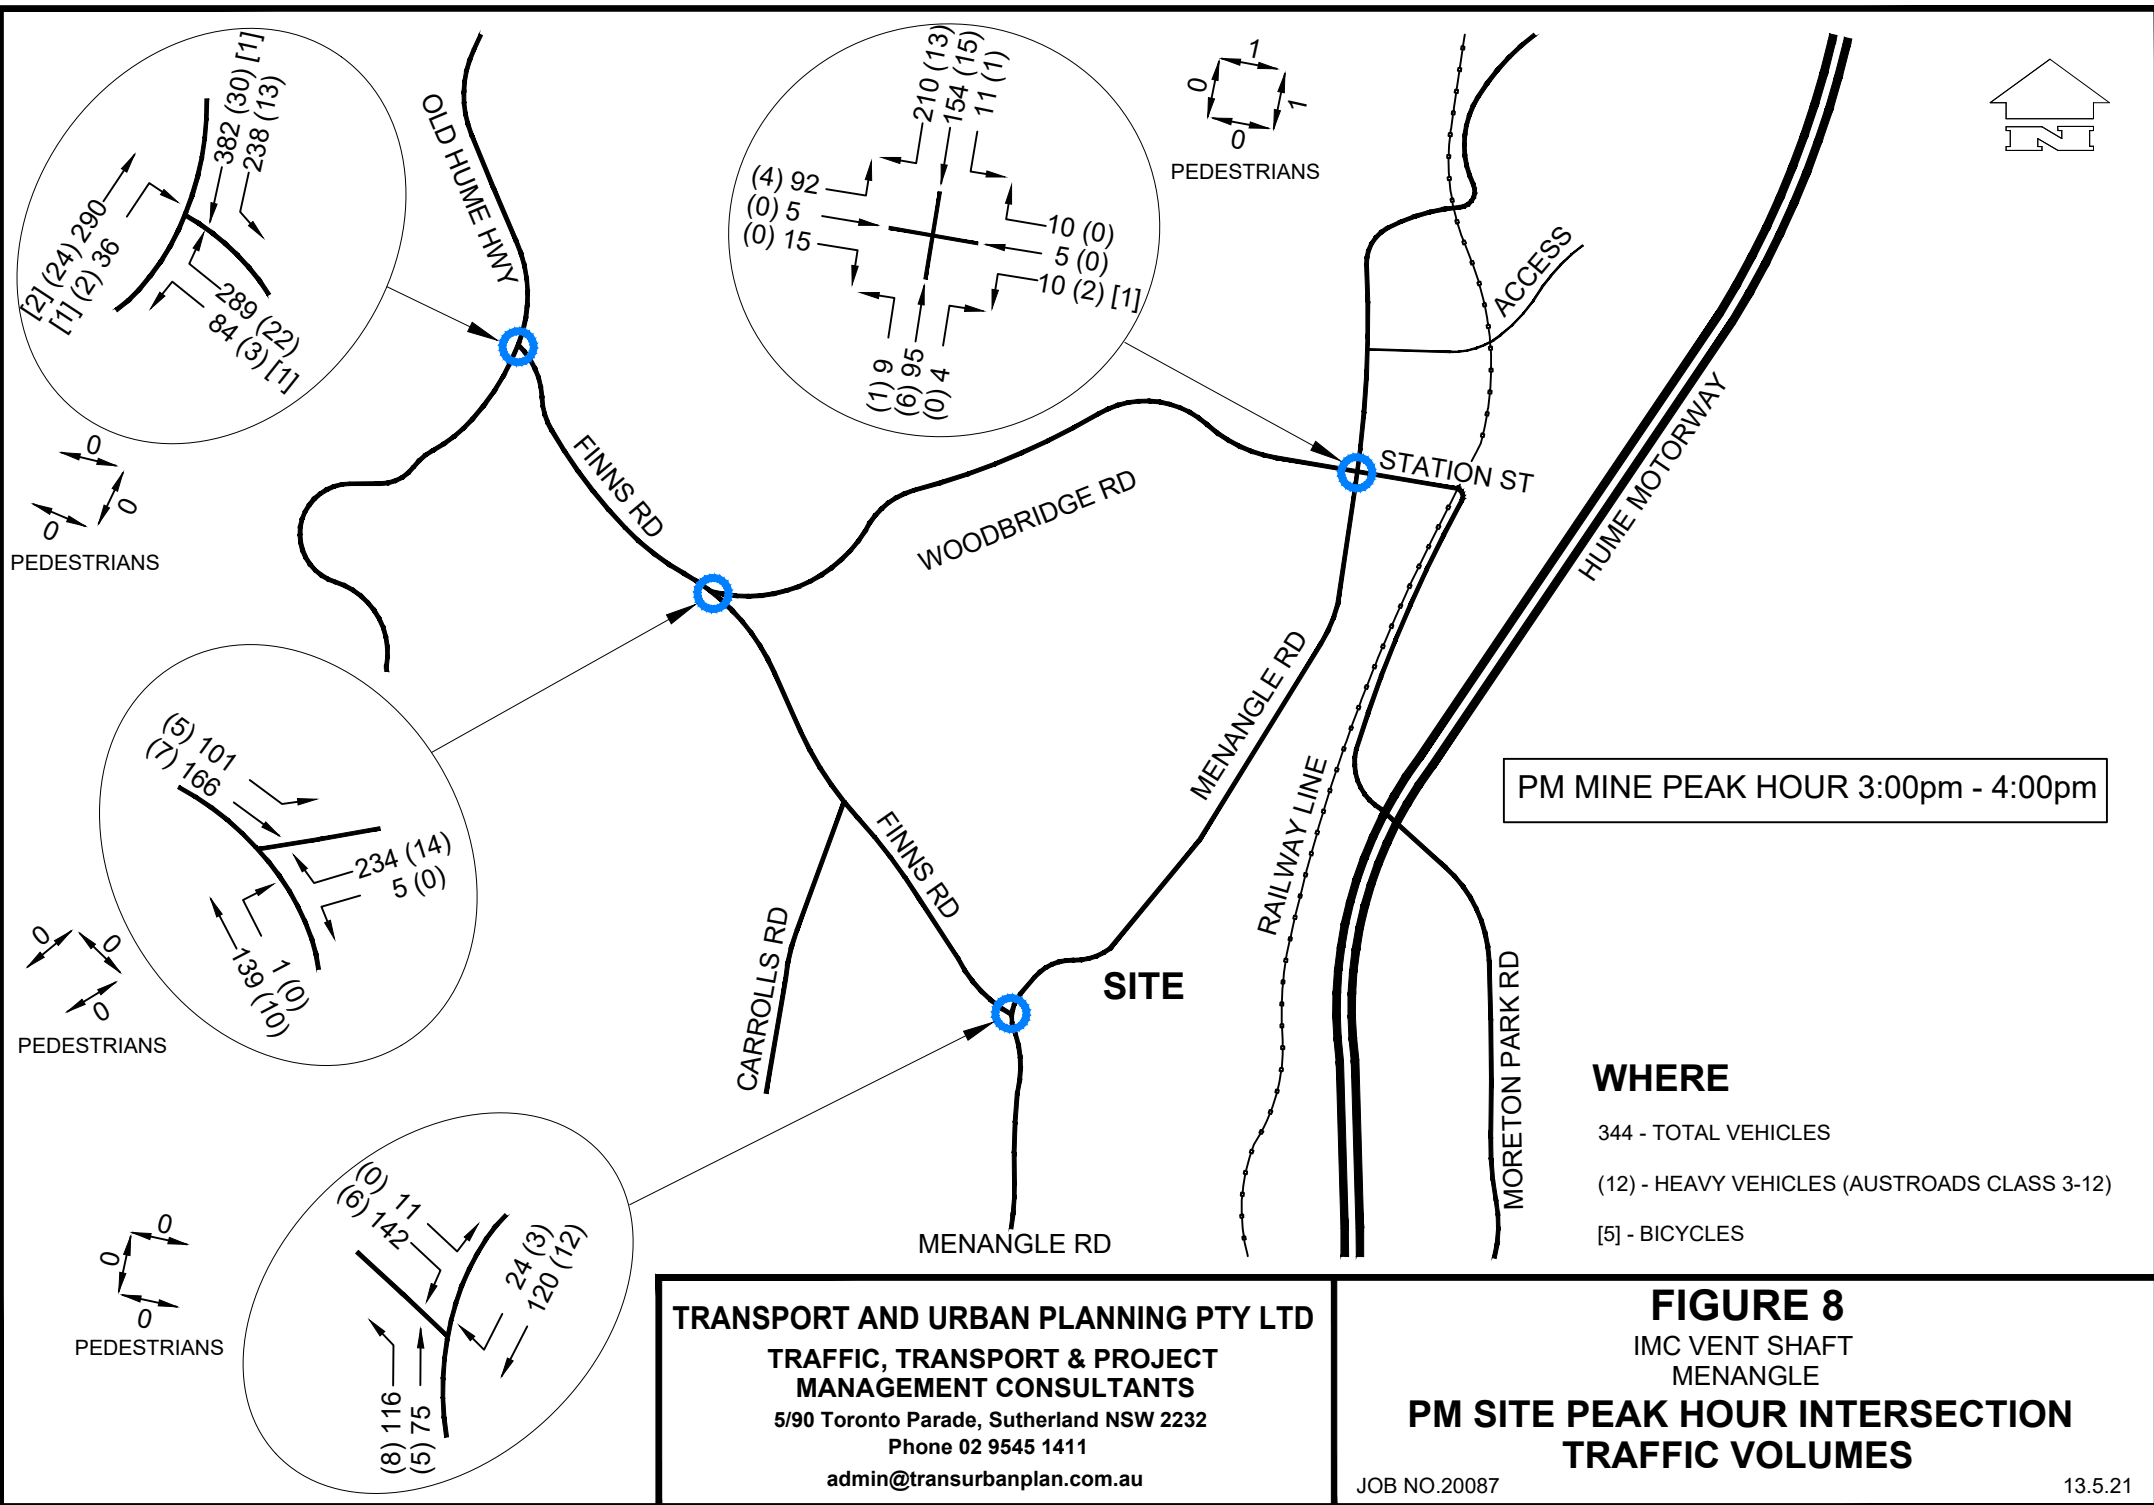 382 (30) [1]
238 (13)
[2] (24) 290
[1] (2) 36
289 (22)
84 (3) [1]
0
0
0
PEDESTRIANS
OLD HUME HWY
210 (13)
154 (15)
11 (1)
(4) 92
(0) 5
(0) 15
10 (0)
5 (0)
10 (2) [1]
(1) 9
(6) 95
(0) 4
1
0
1
0
PEDESTRIANS
N
ACCESS
STATION ST
HUME MOTORWAY
FINNS RD
WOODBRIDGE RD
MENANGLE RD
RAILWAY LINE
(5) 101
(7) 166
234 (14)
5 (0)
1 (0)
139 (10)
0
0
0
PEDESTRIANS
FINNS RD
CARROLLS RD
SITE
MORETON PARK RD
PM MINE PEAK HOUR 3:00pm - 4:00pm
WHERE
344 - TOTAL VEHICLES
(12) - HEAVY VEHICLES (AUSTROADS CLASS 3-12)
[5] - BICYCLES
(0) 11
(6) 142
24 (3)
120 (12)
(8) 116
(5) 75
0
0
0
PEDESTRIANS
MENANGLE RD
TRANSPORT AND URBAN PLANNING PTY LTD
TRAFFIC, TRANSPORT & PROJECT
MANAGEMENT CONSULTANTS
5/90 Toronto Parade, Sutherland NSW 2232
Phone 02 9545 1411
admin@transurbanplan.com.au
FIGURE 8
IMC VENT SHAFT
MENANGLE
PM SITE PEAK HOUR INTERSECTION
TRAFFIC VOLUMES
JOB NO.20087
13.5.21